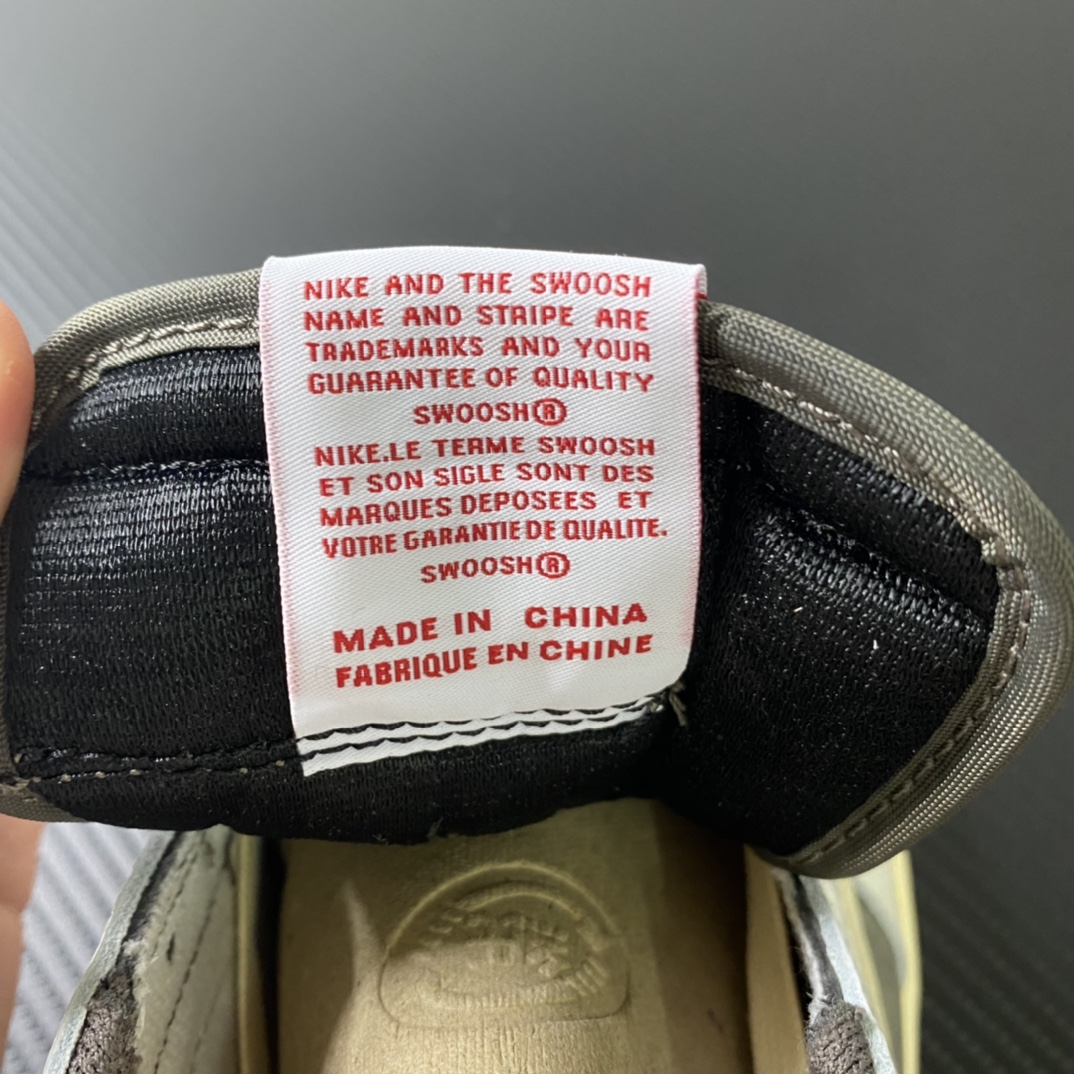 NIKE AND THE SWOOSH
NAME AND STRIPE ARE
TRADEMARKS AND YOUR
GUARANTEE OF QUALITY
SWOOSH®
NIKE.LE TERME SWOOSH
ET SON SIGLE SONT DES
MARQUES DEPOSEES ET
VOTRE GARANTIE DE QUALITE.
SWOOSH®
MADE IN CHINA
FABRIQUE EN CHINE